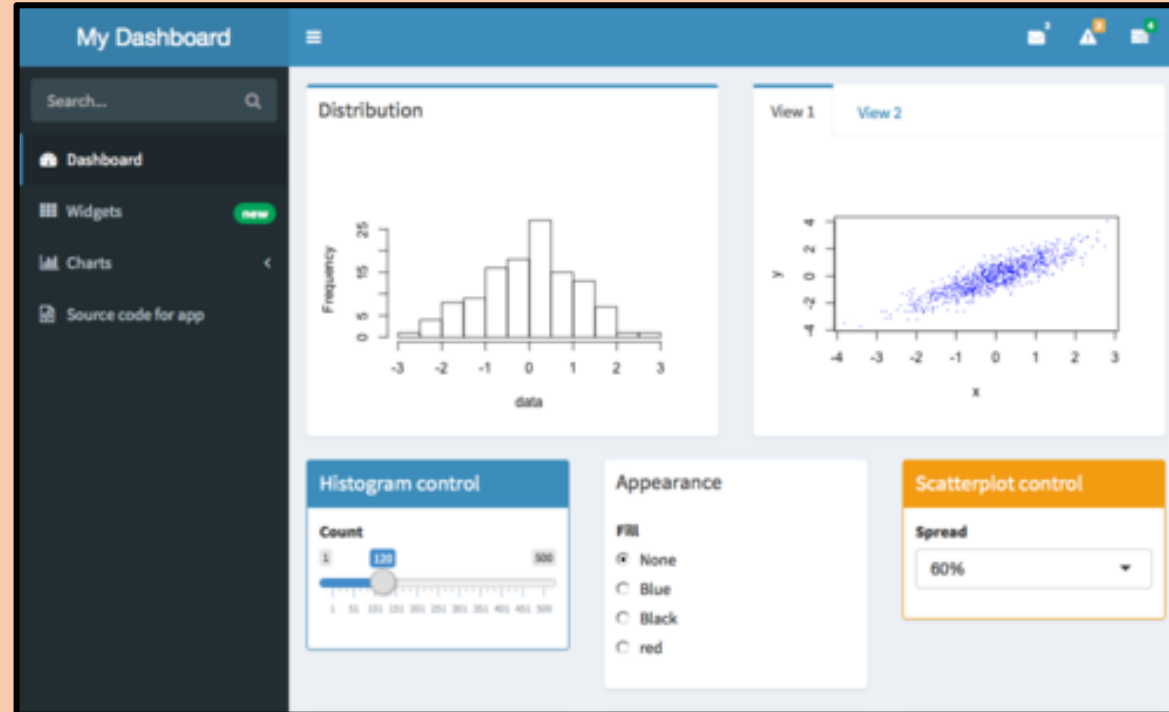 My Dashboard
3
3
4
Search...
Dashboard
Widgets
new
Charts
Source code for app
Distribution
Frequency
25
15
5
0
-3 -2 -1 0 1 2 3
data
View 1 View 2
y
4
2
0
-2
-4
-4 -3 -2 -1 0 1 2 3
x
Histogram control
Count
1 120 500
1 51 101 151 201 251 301 351 401 451 500
Appearance
Fill
None
Blue
Black
red
Scatterplot control
Spread
60%